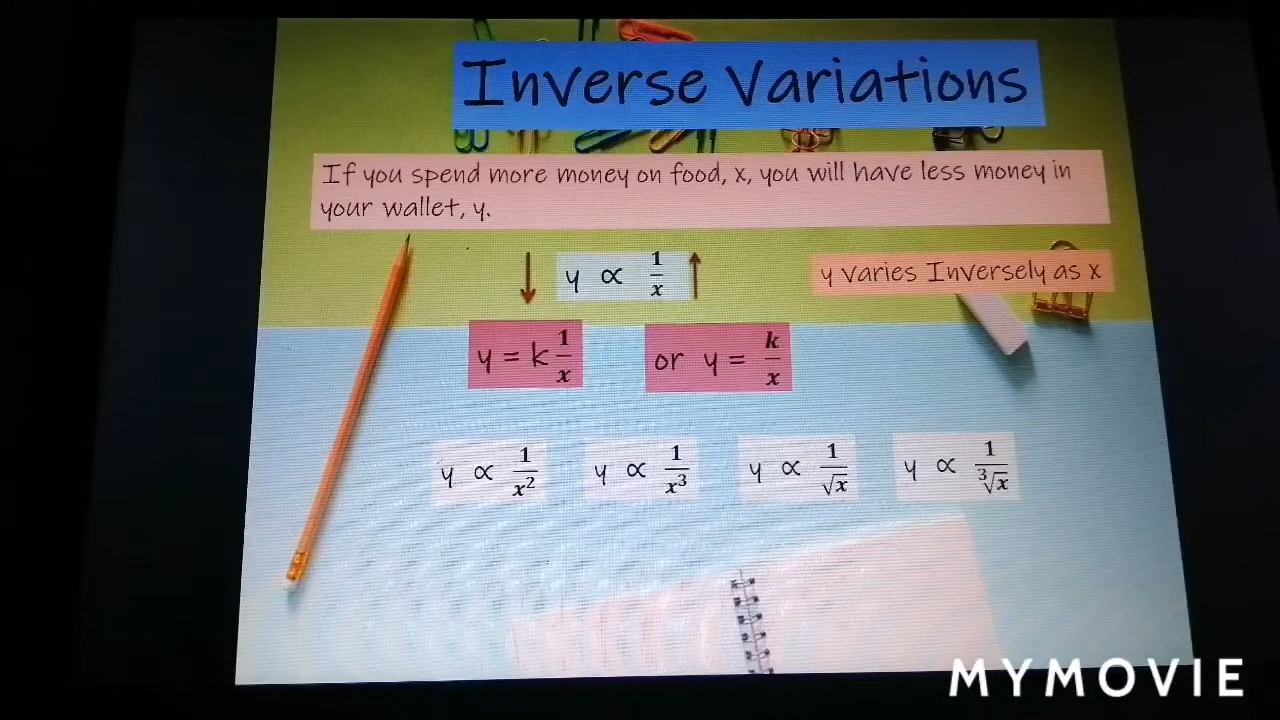 Inverse Variations
If you spend more money on food, x, you will have less money in
your wallet, y.
y ∝ 1/x
y varies Inversely as x
y = k 1/x
or y = k/x
y ∝ 1/x²
y ∝ 1/x³
y ∝ 1/√x
y ∝ 1/³√x
MYMOVIE